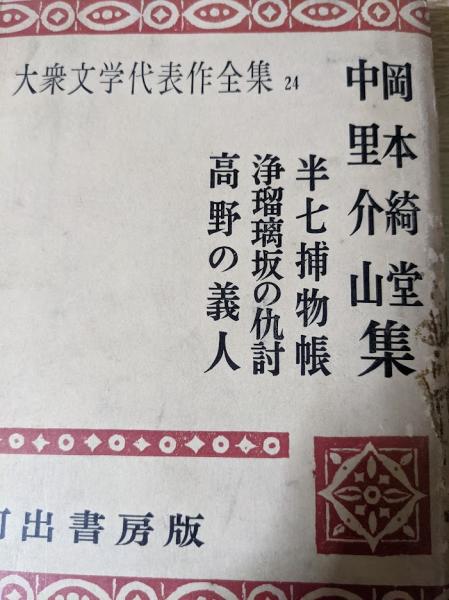 大衆文学代表作全集 24
岡本綺堂
中里介山集
半七捕物帳
浄瑠璃坂の仇討
高野の義人
河出書房版